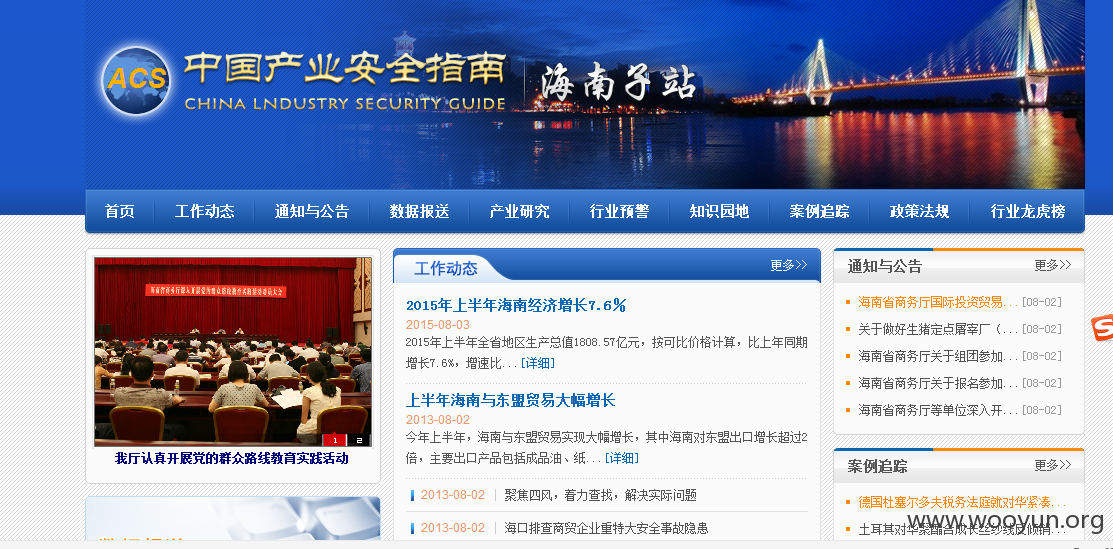 ACS
中国产业安全指南
海南子站
CHINA LNDUSTRY SECURITY GUIDE
首页 工作动态 通知与公告 数据报送 产业研究 行业预警 知识园地 案例追踪 政策法规 行业龙虎榜
1 2
我厅认真开展党的群众路线教育实践活动
工作动态 更多>>
2015年上半年海南经济增长7.6%
2015-08-03
2015年上半年全省地区生产总值1808.57亿元，按可比价格计算，比上年同期
增长7.6%，增速比...[详细]
上半年海南与东盟贸易大幅增长
2013-08-02
今年上半年，海南与东盟贸易实现大幅增长，其中海南对东盟出口增长超过2
倍，主要出口产品包括成品油、纸...[详细]
2013-08-02 | 聚焦四风，着力查找，解决实际问题
2013-08-02 | 海口排查商贸企业重特大安全事故隐患
通知与公告 更多>>
海南省商务厅国际投资贸易...[08-02]
关于做好生猪定点屠宰厂（...[08-02]
海南省商务厅关于组团参加...[08-02]
海南省商务厅关于报名参加...[08-02]
海南省商务厅等单位深入开...[08-02]
案例追踪 更多>>
德国杜塞尔多夫税务法庭就对华紧凑...
土耳其对华聚酯合成长丝纱线反倾销...
www.wooyun.org